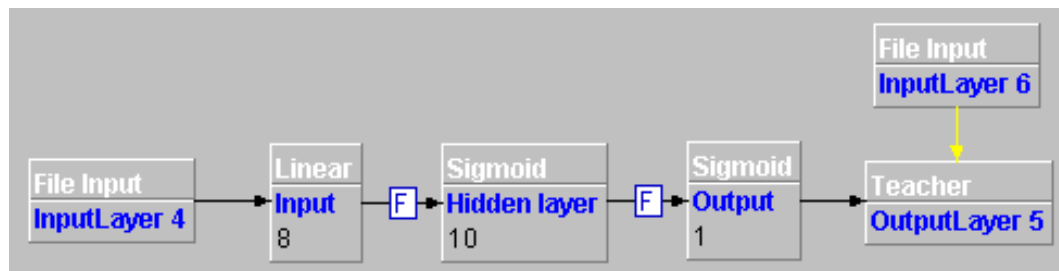 File Input
InputLayer 6
File Input
InputLayer 4
Linear
Input
8
F
Sigmoid
Hidden layer
10
F
Sigmoid
Output
1
Teacher
OutputLayer 5